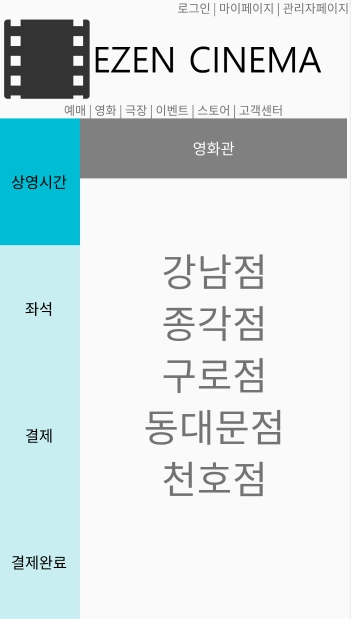 로그인 | 마이페이지 | 관리자페이지
EZEN CINEMA
예매 | 영화 | 극장 | 이벤트 | 스토어 | 고객센터
상영시간
좌석
결제
결제완료
영화관
강남점
종각점
구로점
동대문점
천호점